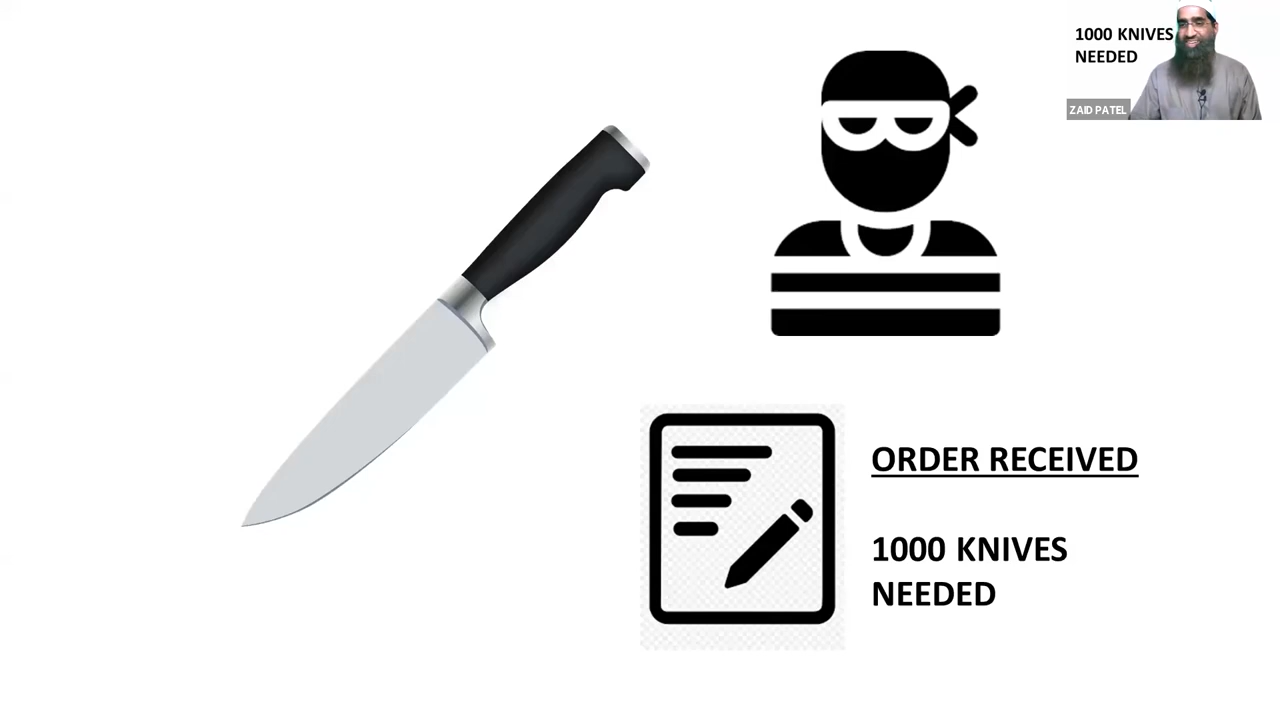 1000 KNIVES
NEEDED
ZAID PATEL
ORDER RECEIVED
1000 KNIVES
NEEDED